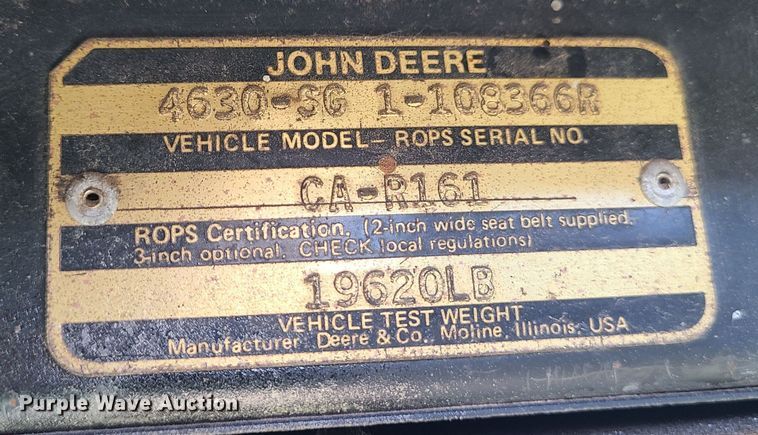 JOHN DEERE
4630-SG 1-108366R
VEHICLE MODEL - ROPS SERIAL NO.
CA-R161
ROPS Certification. (2-inch wide seat belt supplied.
3-inch optional. CHECK local regulations)
19620LB
VEHICLE TEST WEIGHT
Manufacturer Deere & Co. Moline, Illinois, USA
Purple Wave Auction